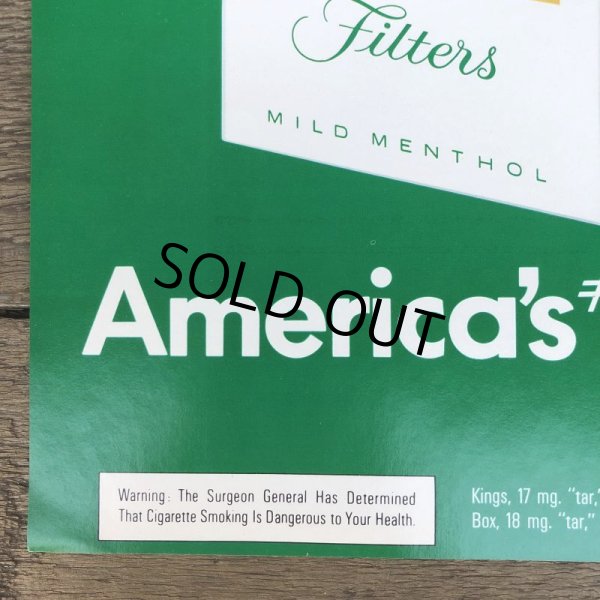 Filters
MILD MENTHOL
SOLD OUT
America's #
Warning: The Surgeon General Has Determined
That Cigarette Smoking Is Dangerous to Your Health.
Kings, 17 mg. "tar,"
Box, 18 mg. "tar,"